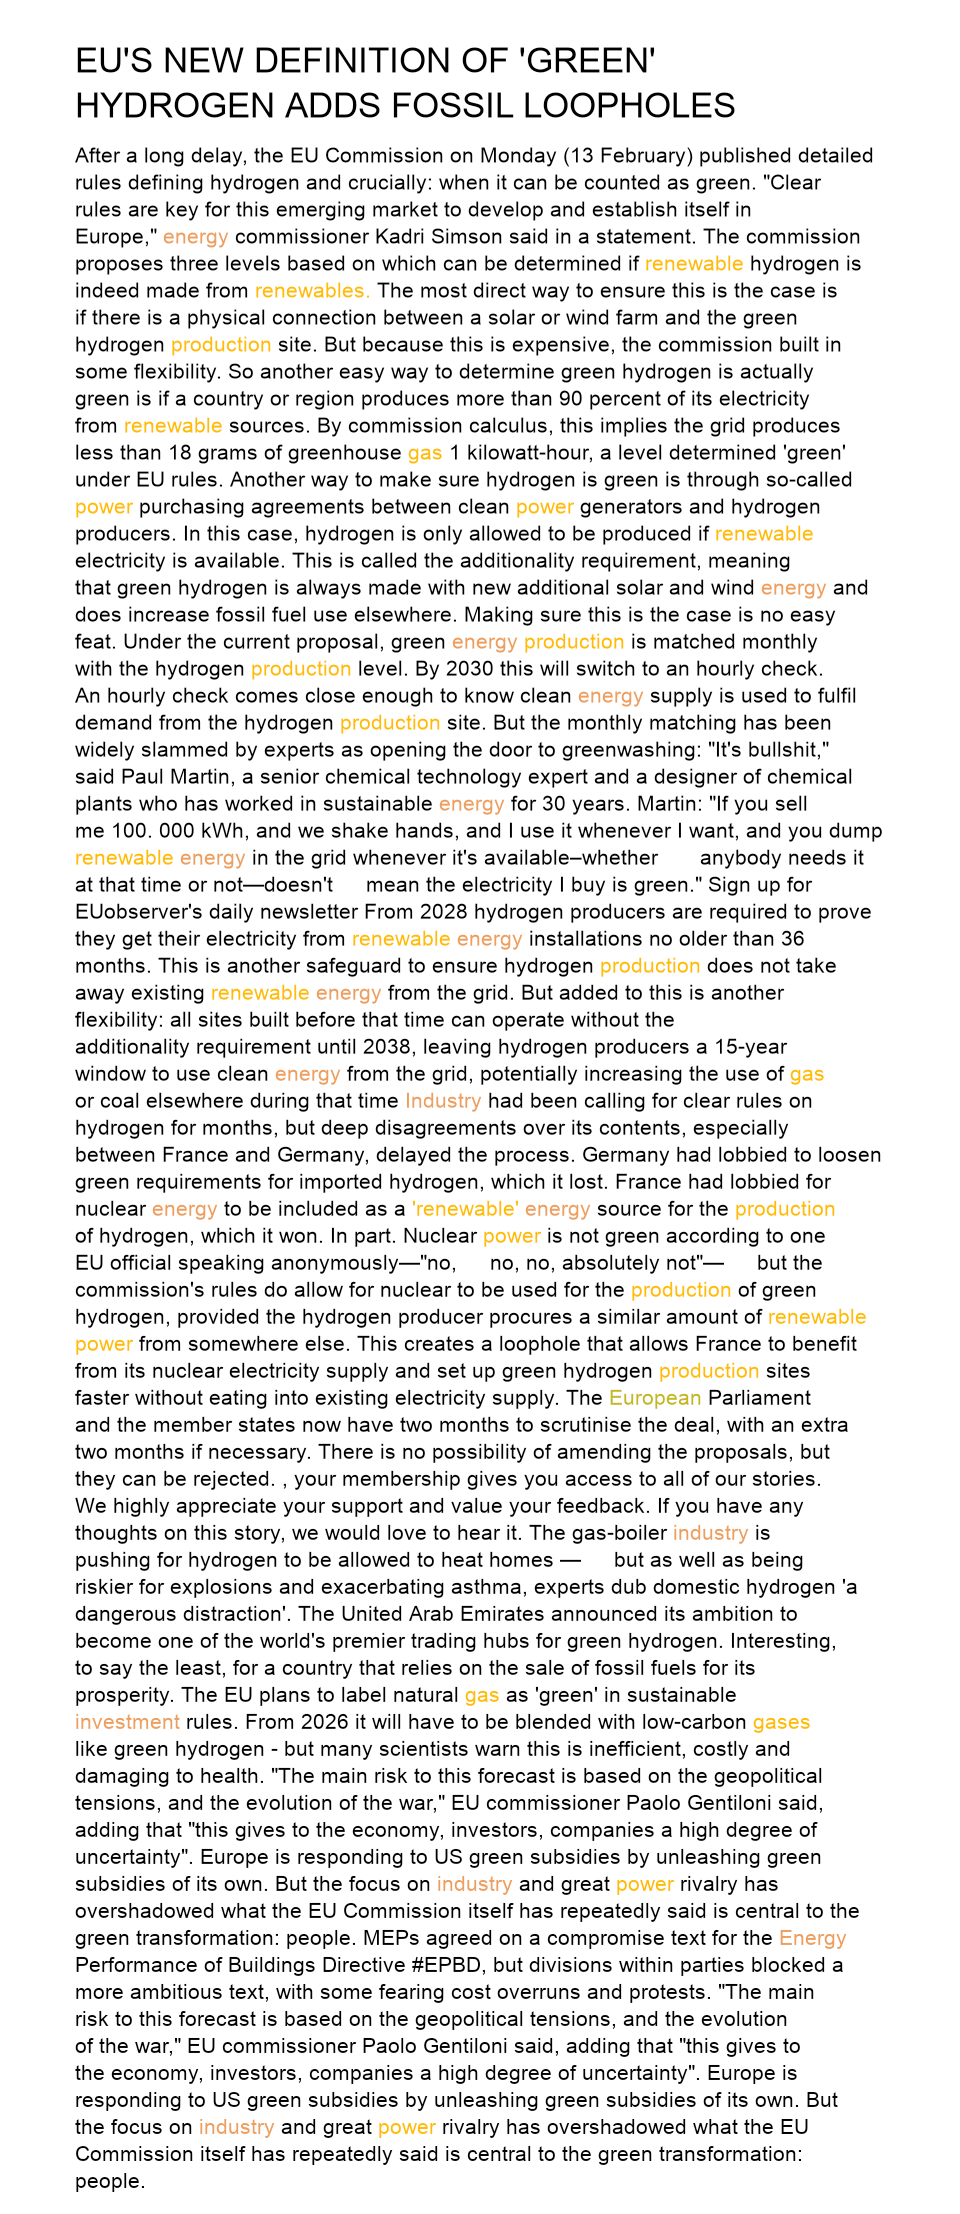 EU'S NEW DEFINITION OF 'GREEN'
HYDROGEN ADDS FOSSIL LOOPHOLES
After a long delay, the EU Commission on Monday (13 February) published detailed
rules defining hydrogen and crucially: when it can be counted as green. "Clear
rules are key for this emerging market to develop and establish itself in
Europe," energy commissioner Kadri Simson said in a statement. The commission
proposes three levels based on which can be determined if renewable hydrogen is
indeed made from renewables. The most direct way to ensure this is the case is
if there is a physical connection between a solar or wind farm and the green
hydrogen production site. But because this is expensive, the commission built in
some flexibility. So another easy way to determine green hydrogen is actually
green is if a country or region produces more than 90 percent of its electricity
from renewable sources. By commission calculus, this implies the grid produces
less than 18 grams of greenhouse gas 1 kilowatt-hour, a level determined 'green'
under EU rules. Another way to make sure hydrogen is green is through so-called
power purchasing agreements between clean power generators and hydrogen
producers. In this case, hydrogen is only allowed to be produced if renewable
electricity is available. This is called the additionality requirement, meaning
that green hydrogen is always made with new additional solar and wind energy and
does increase fossil fuel use elsewhere. Making sure this is the case is no easy
feat. Under the current proposal, green energy production is matched monthly
with the hydrogen production level. By 2030 this will switch to an hourly check.
An hourly check comes close enough to know clean energy supply is used to fulfil
demand from the hydrogen production site. But the monthly matching has been
widely slammed by experts as opening the door to greenwashing: "It's bullshit,"
said Paul Martin, a senior chemical technology expert and a designer of chemical
plants who has worked in sustainable energy for 30 years. Martin: "If you sell
me 100. 000 kWh, and we shake hands, and I use it whenever I want, and you dump
renewable energy in the grid whenever it's available–whether anybody needs it
at that time or not—doesn't mean the electricity I buy is green." Sign up for
EUobserver's daily newsletter From 2028 hydrogen producers are required to prove
they get their electricity from renewable energy installations no older than 36
months. This is another safeguard to ensure hydrogen production does not take
away existing renewable energy from the grid. But added to this is another
flexibility: all sites built before that time can operate without the
additionality requirement until 2038, leaving hydrogen producers a 15-year
window to use clean energy from the grid, potentially increasing the use of gas
or coal elsewhere during that time Industry had been calling for clear rules on
hydrogen for months, but deep disagreements over its contents, especially
between France and Germany, delayed the process. Germany had lobbied to loosen
green requirements for imported hydrogen, which it lost. France had lobbied for
nuclear energy to be included as a 'renewable' energy source for the production
of hydrogen, which it won. In part. Nuclear power is not green according to one
EU official speaking anonymously—"no, no, no, absolutely not"— but the
commission's rules do allow for nuclear to be used for the production of green
hydrogen, provided the hydrogen producer procures a similar amount of renewable
power from somewhere else. This creates a loophole that allows France to benefit
from its nuclear electricity supply and set up green hydrogen production sites
faster without eating into existing electricity supply. The European Parliament
and the member states now have two months to scrutinise the deal, with an extra
two months if necessary. There is no possibility of amending the proposals, but
they can be rejected. , your membership gives you access to all of our stories.
We highly appreciate your support and value your feedback. If you have any
thoughts on this story, we would love to hear it. The gas-boiler industry is
pushing for hydrogen to be allowed to heat homes — but as well as being
riskier for explosions and exacerbating asthma, experts dub domestic hydrogen 'a
dangerous distraction'. The United Arab Emirates announced its ambition to
become one of the world's premier trading hubs for green hydrogen. Interesting,
to say the least, for a country that relies on the sale of fossil fuels for its
prosperity. The EU plans to label natural gas as 'green' in sustainable
investment rules. From 2026 it will have to be blended with low-carbon gases
like green hydrogen - but many scientists warn this is inefficient, costly and
damaging to health. "The main risk to this forecast is based on the geopolitical
tensions, and the evolution of the war," EU commissioner Paolo Gentiloni said,
adding that "this gives to the economy, investors, companies a high degree of
uncertainty". Europe is responding to US green subsidies by unleashing green
subsidies of its own. But the focus on industry and great power rivalry has
overshadowed what the EU Commission itself has repeatedly said is central to the
green transformation: people. MEPs agreed on a compromise text for the Energy
Performance of Buildings Directive #EPBD, but divisions within parties blocked a
more ambitious text, with some fearing cost overruns and protests. "The main
risk to this forecast is based on the geopolitical tensions, and the evolution
of the war," EU commissioner Paolo Gentiloni said, adding that "this gives to
the economy, investors, companies a high degree of uncertainty". Europe is
responding to US green subsidies by unleashing green subsidies of its own. But
the focus on industry and great power rivalry has overshadowed what the EU
Commission itself has repeatedly said is central to the green transformation:
people.